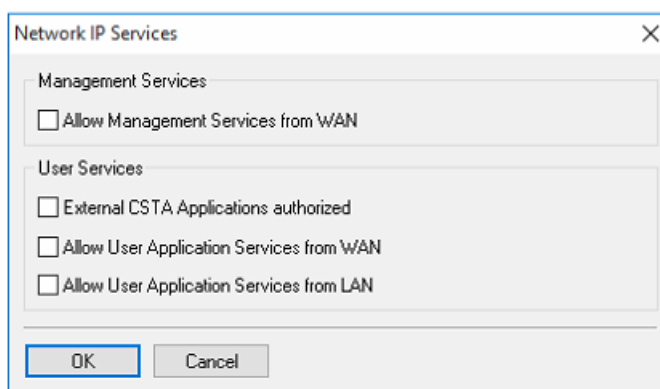 Network IP Services
Management Services
Allow Management Services from WAN
User Services
External CSTA Applications authorized
Allow User Application Services from WAN
Allow User Application Services from LAN
OK Cancel